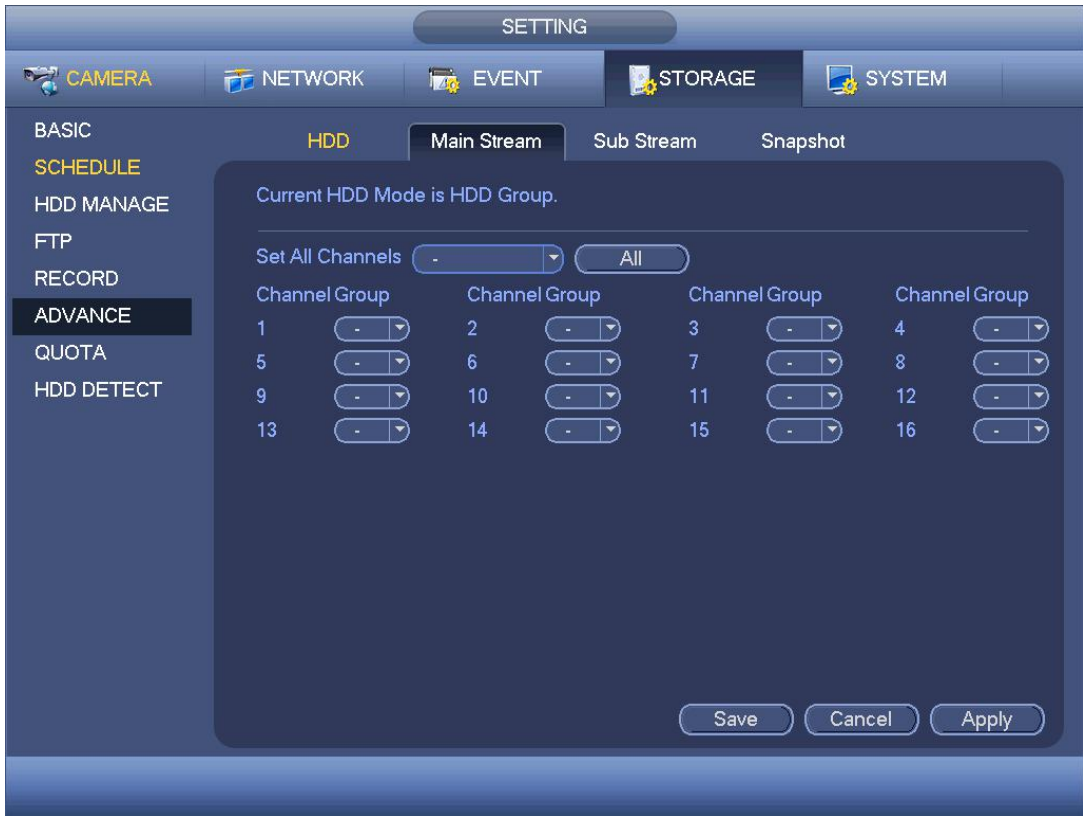 SETTING
CAMERA NETWORK EVENT STORAGE SYSTEM
BASIC
SCHEDULE
HDD MANAGE
FTP
RECORD
ADVANCE
QUOTA
HDD DETECT
HDD Main Stream Sub Stream Snapshot
Current HDD Mode is HDD Group.
Set All Channels - All
Channel Group Channel Group Channel Group Channel Group
1 - 2 - 3 - 4 -
5 - 6 - 7 - 8 -
9 - 10 - 11 - 12 -
13 - 14 - 15 - 16 -
Save Cancel Apply